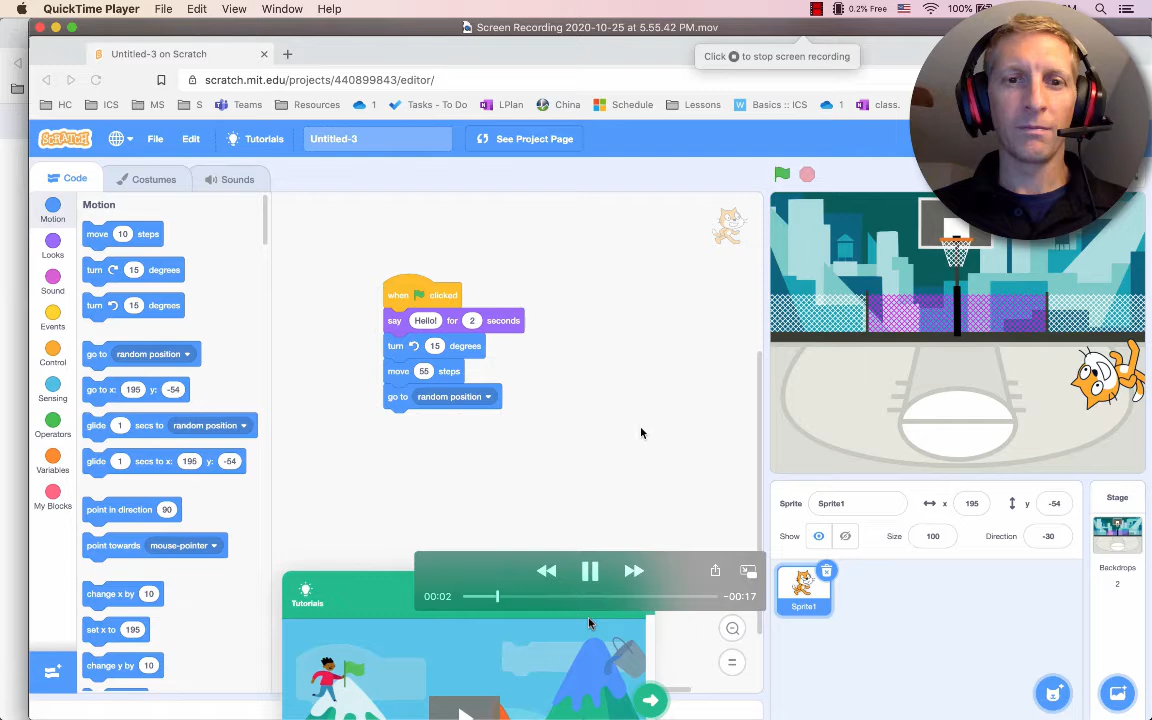 QuickTime Player File Edit View Window Help 0.2% Free 100%
Screen Recording 2020-10-25 at 5.55.42 PM.mov
Untitled-3 on Scratch
Click to stop screen recording
scratch.mit.edu/projects/440899843/editor/
HC ICS MS S Teams Resources 1 Tasks - To Do LPlan China Schedule Lessons Basics :: ICS 1 class.
SCRATCH File Edit Tutorials Untitled-3 See Project Page
Code Costumes Sounds
Motion
Looks
Sound
Events
Control
Sensing
Operators
Variables
My Blocks
Motion
move 10 steps
turn 15 degrees
turn 15 degrees
go to random position
go to x: 195 y: -54
glide 1 secs to random position
glide 1 secs to x: 195 y: -54
point in direction 90
point towards mouse-pointer
change x by 10
set x to 195
change y by 10
when clicked
say Hello! for 2 seconds
turn 15 degrees
move 55 steps
go to random position
Tutorials
00:02 -00:17
Sprite Sprite1 x 195 y -54
Show Size 100 Direction -30
Sprite1
Stage
Backdrops
2